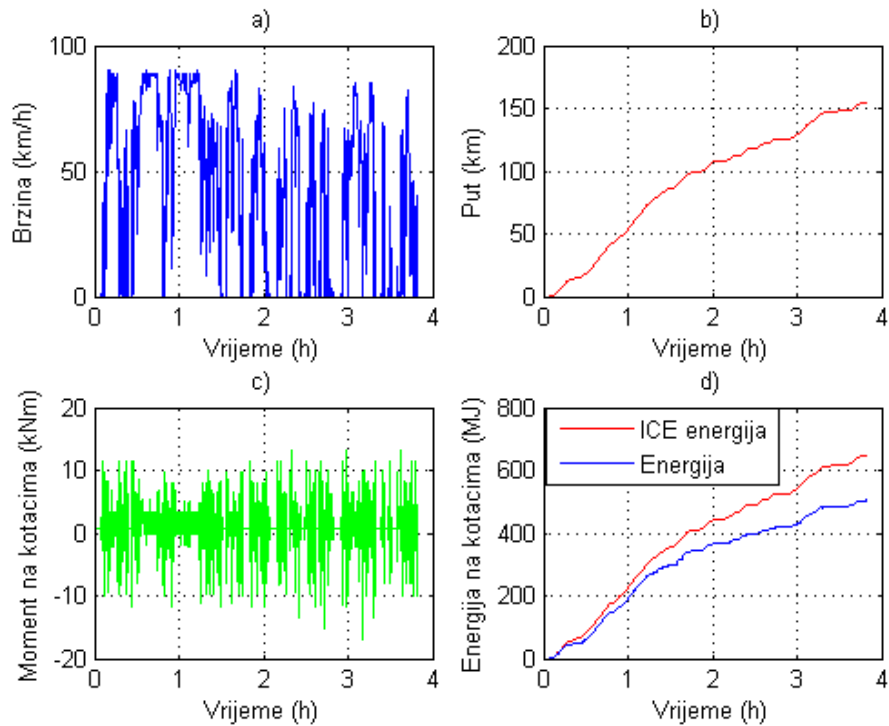 a)
100
50
0
Brzina (km/h)
0 1 2 3 4
Vrijeme (h)
b)
200
150
100
50
0
Put (km)
0 1 2 3 4
Vrijeme (h)
c)
20
10
0
-10
-20
Moment na kotacima (kNm)
0 1 2 3 4
Vrijeme (h)
d)
800
600
400
200
0
Energija na kotacima (MJ)
ICE energija
Energija
0 1 2 3 4
Vrijeme (h)